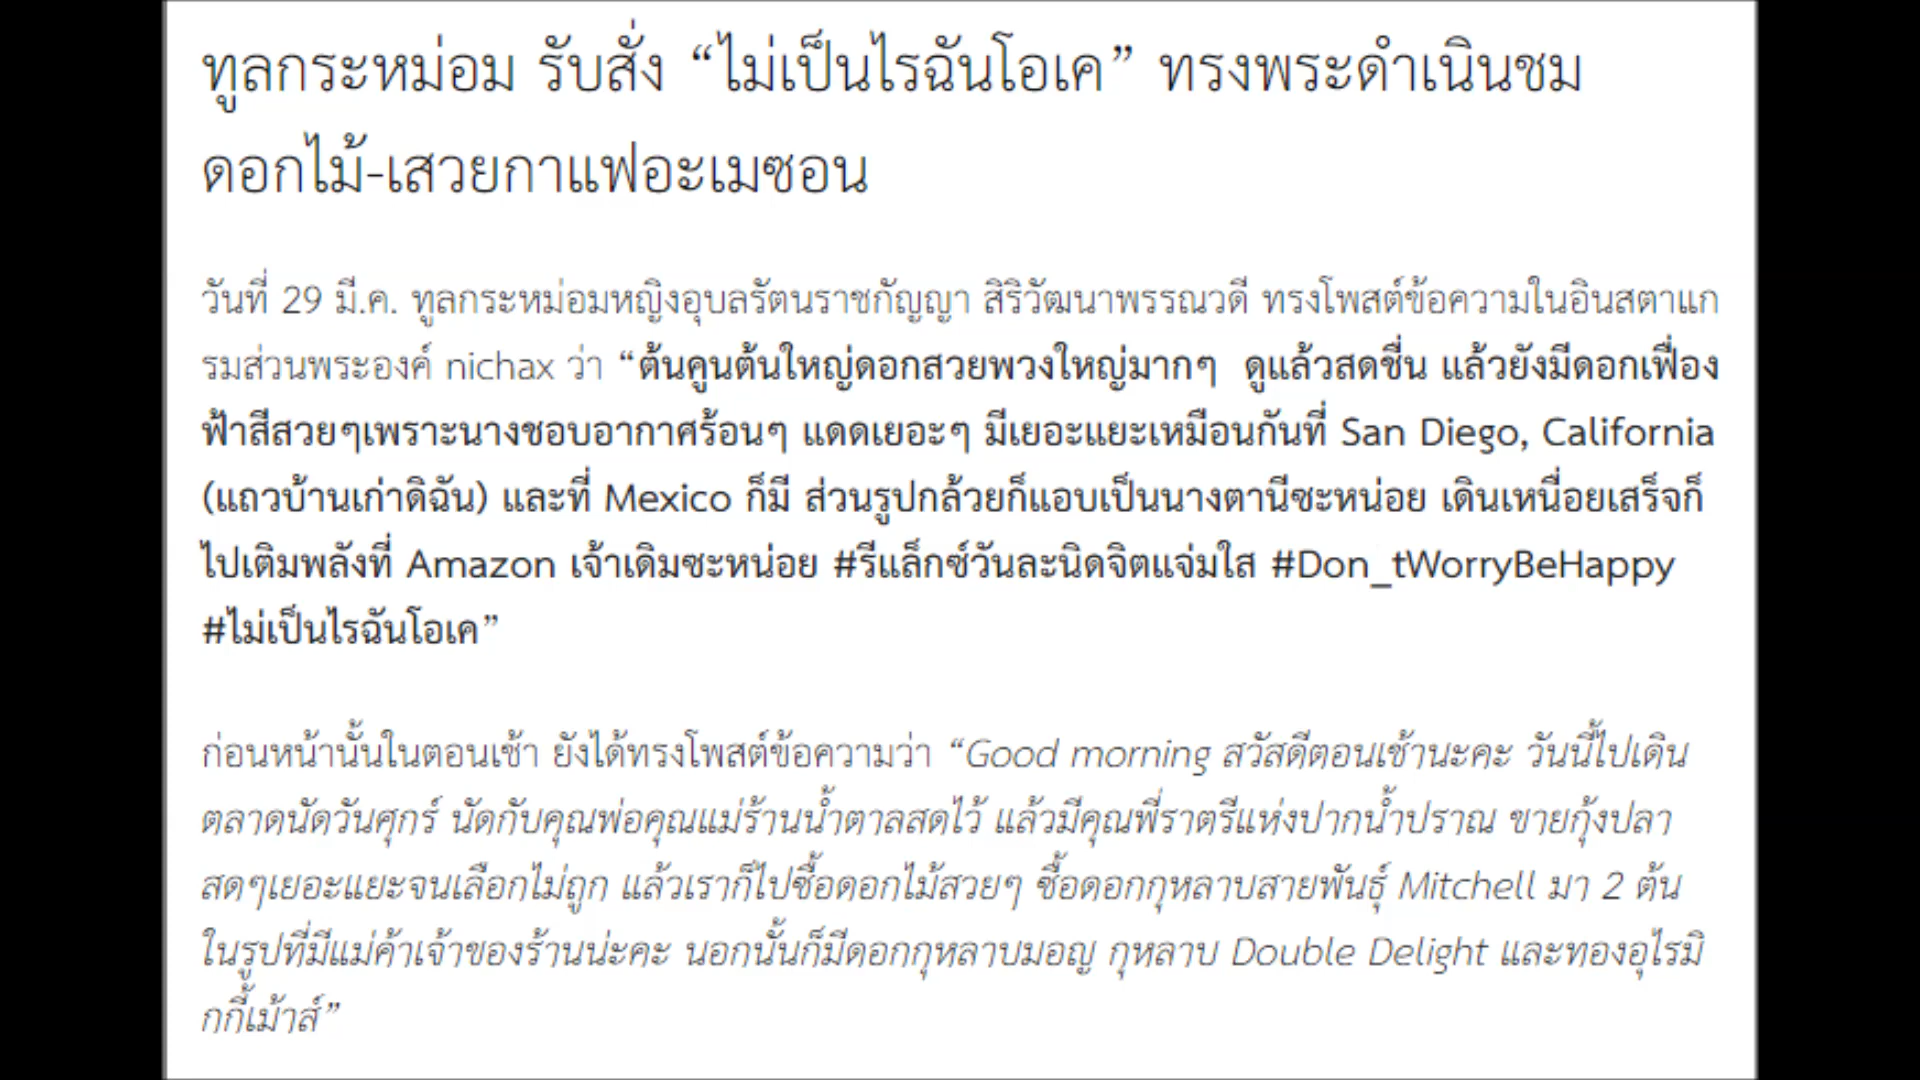 ทูลกระหม่อม รับสั่ง “ไม่เป็นไรฉันโอเค” ทรงพระดำเนินชม
ดอกไม้-เสวยกาแฟอะเมซอน
วันที่ 29 มี.ค. ทูลกระหม่อมหญิงอุบลรัตนราชกัญญา สิริวัฒนาพรรณวดี ทรงโพสต์ข้อความในอินสตาแก
รมส่วนพระองค์ nichax ว่า “ต้นคูนต้นใหญ่ดอกสวยพวงใหญ่มากๆ ดูแล้วสดชื่น แล้วยังมีดอกเฟื่อง
ฟ้าสีสวยๆเพราะนางชอบอากาศร้อนๆ แดดเยอะๆ มีเยอะแยะเหมือนกันที่ San Diego, California
(แถวบ้านเก่าดิฉัน) และที่ Mexico ก็มี ส่วนรูปกล้วยก็แอบเป็นนางตานีซะหน่อย เดินเหนื่อยเสร็จก็
ไปเติมพลังที่ Amazon เจ้าเดิมซะหน่อย #รีแล็กซ์วันละนิดจิตแจ่มใส #Don_tWorryBeHappy
#ไม่เป็นไรฉันโอเค”
ก่อนหน้านั้นในตอนเช้า ยังได้ทรงโพสต์ข้อความว่า “Good morning สวัสดีตอนเช้านะคะ วันนี้ไปเดิน
ตลาดนัดวันศุกร์ นัดกับคุณพ่อคุณแม่ร้านน้ำตาลสดไว้ แล้วมีคุณพี่ราตรีแห่งปากน้ำปราณ ขายกุ้งปลา
สดๆเยอะแยะจนเลือกไม่ถูก แล้วเราก็ไปซื้อดอกไม้สวยๆ ซื้อดอกกุหลาบสายพันธุ์ Mitchell มา 2 ต้น
ในรูปที่มีแม่ค้าเจ้าของร้านน่ะคะ นอกนั้นก็มีดอกกุหลาบมอญ กุหลาบ Double Delight และทองอุไรมิ
กกี้เม้าส์”